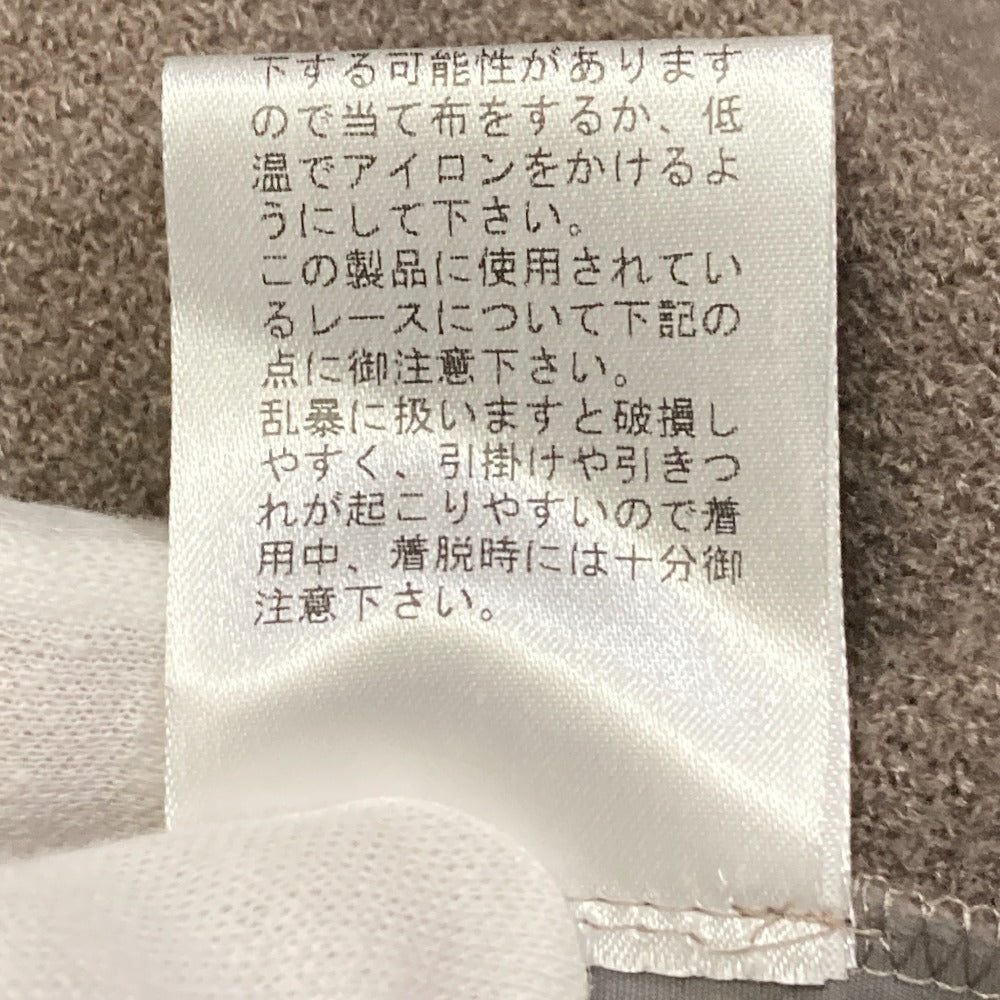 下する可能性があります
ので当て布をするか、低
温でアイロンをかけるよ
うにして下さい。
この製品に使用されてい
るレースについて下記の
点に御注意下さい。
乱暴に扱いますと破損し
やすく、引掛けや引きつ
れが起こりやすいので着
用中、着脱時には十分御
注意下さい。